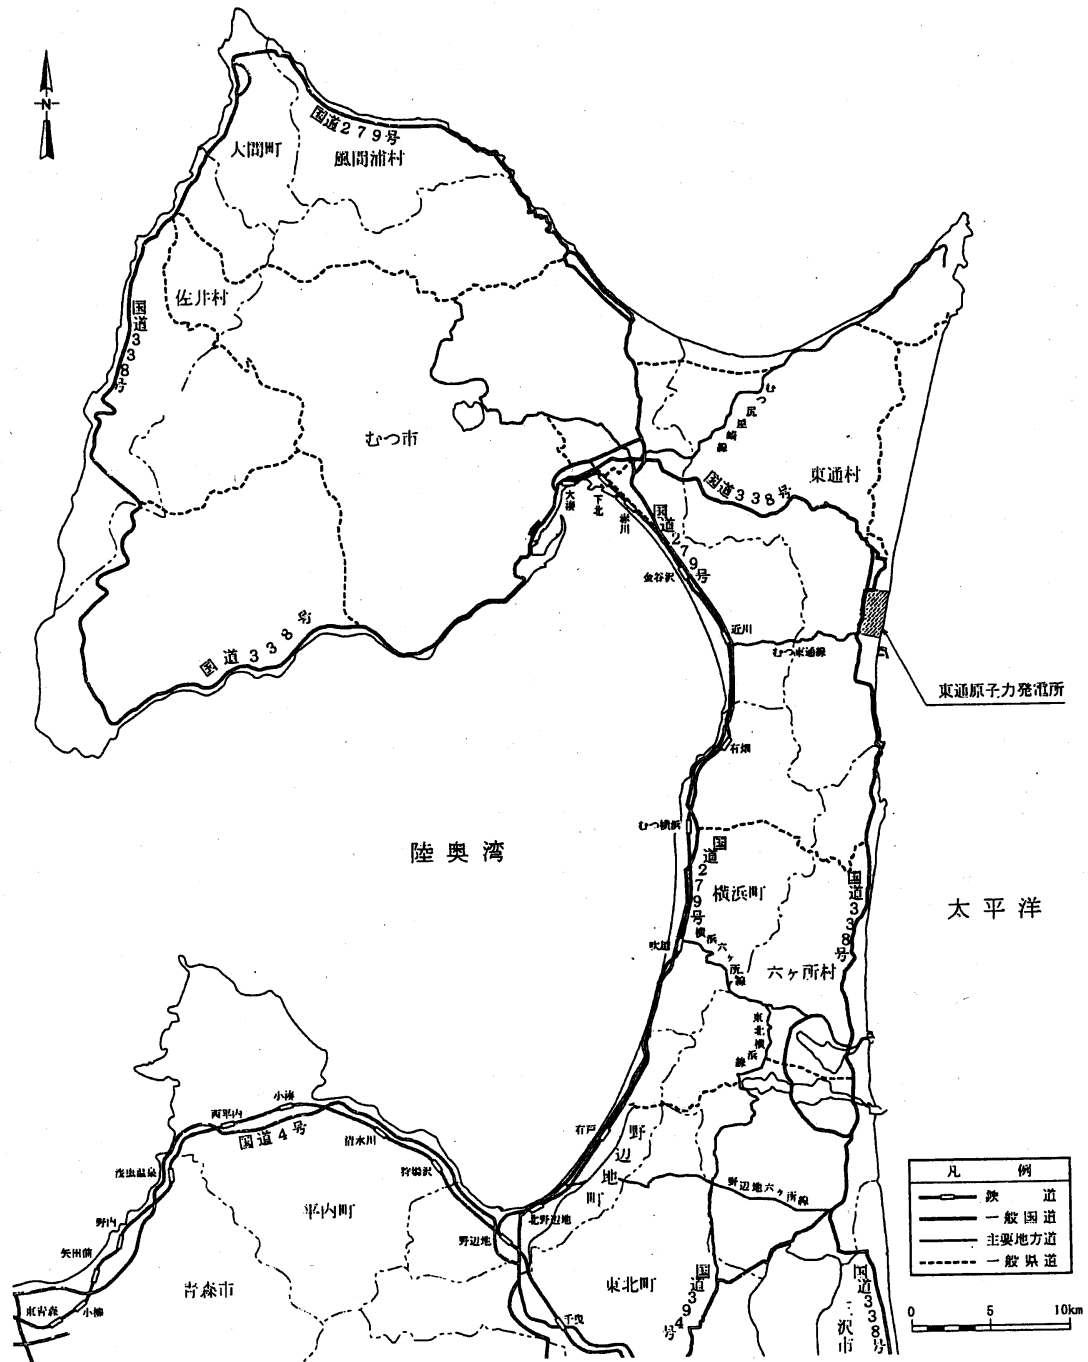 N
国道279号
大間町
風間浦村
佐井村
国道338号
むつ市
むつ尻屋崎線
東通村
国道338号
大湊
下北
赤川
国道279号
金谷沢
近川
むつ東通線
国道338号
東通原子力発電所
有畑
むつ横浜
国道279号
陸奥湾
横浜町
国道338号
太平洋
吹越
横浜六ヶ所線
六ヶ所村
東北横浜線
小湊
西平内
国道4号
清水川
有戸
野辺地町
浅虫温泉
狩場沢
野辺地六ヶ所線
平内町
北野辺地
野内
野辺地
矢田前
青森市
東北町
国道394号
国道338号
三沢市
東青森
小柳
千曳
凡例
鉄道
一般国道
主要地方道
一般県道
0 5 10km